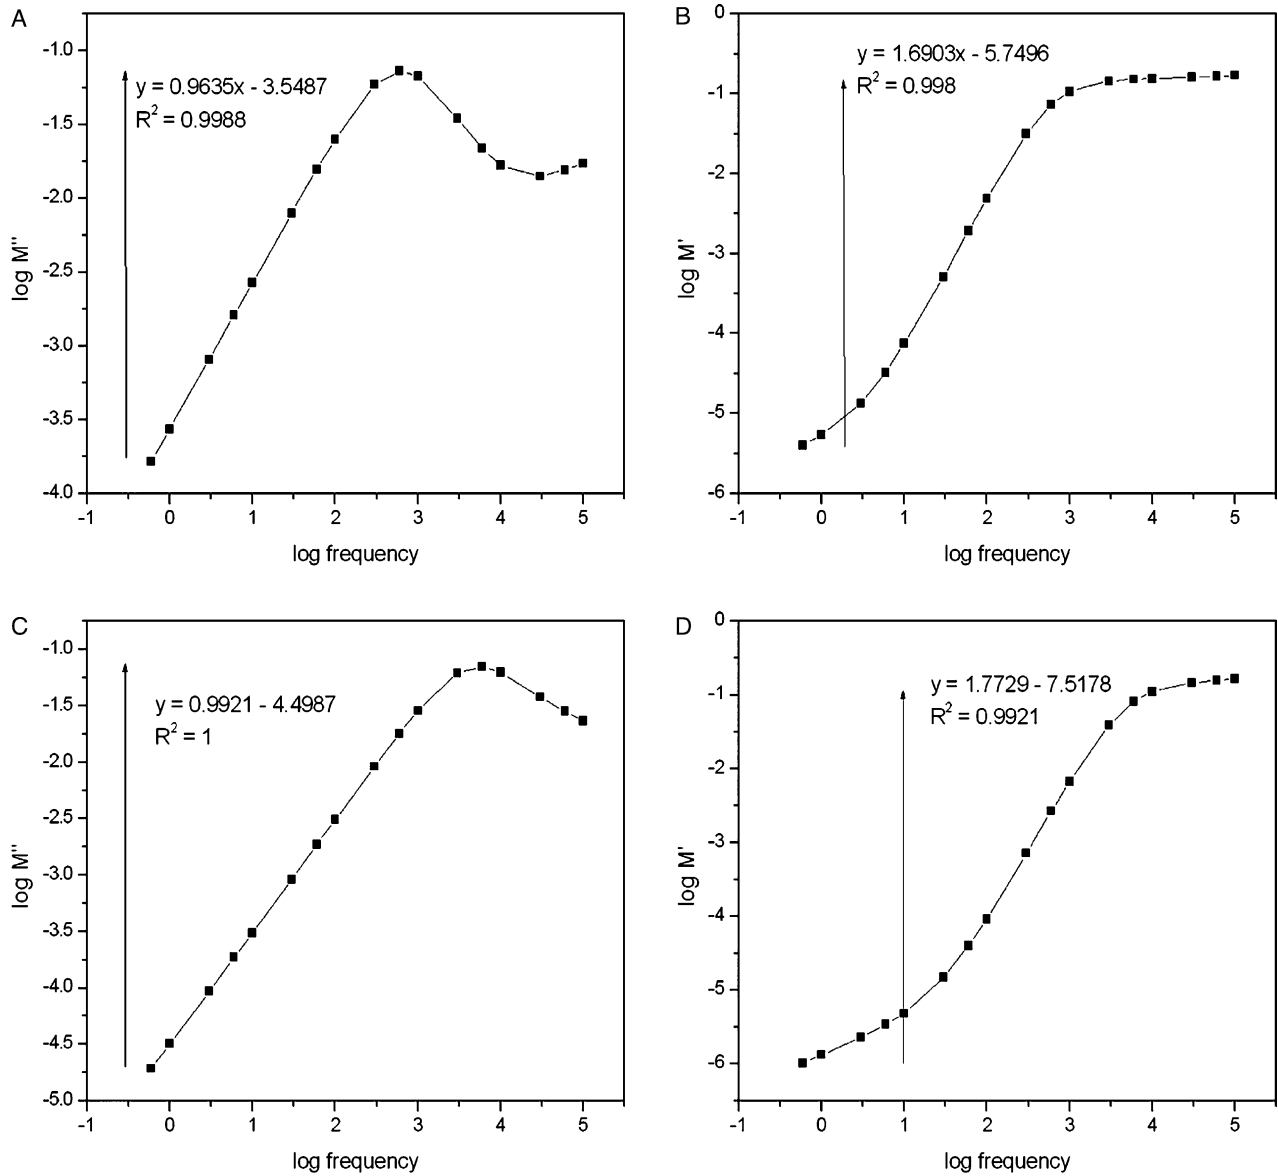 A
-1.0
-1.5
-2.0
-2.5
-3.0
-3.5
-4.0
log M"
y = 0.9635x - 3.5487
R² = 0.9988
-1 0 1 2 3 4 5
log frequency
B
0
-1
-2
-3
-4
-5
-6
log M'
y = 1.6903x - 5.7496
R² = 0.998
-1 0 1 2 3 4 5
log frequency
C
-1.0
-1.5
-2.0
-2.5
-3.0
-3.5
-4.0
-4.5
-5.0
log M"
y = 0.9921 - 4.4987
R² = 1
-1 0 1 2 3 4 5
log frequency
D
0
-1
-2
-3
-4
-5
-6
log M'
y = 1.7729 - 7.5178
R² = 0.9921
-1 0 1 2 3 4 5
log frequency